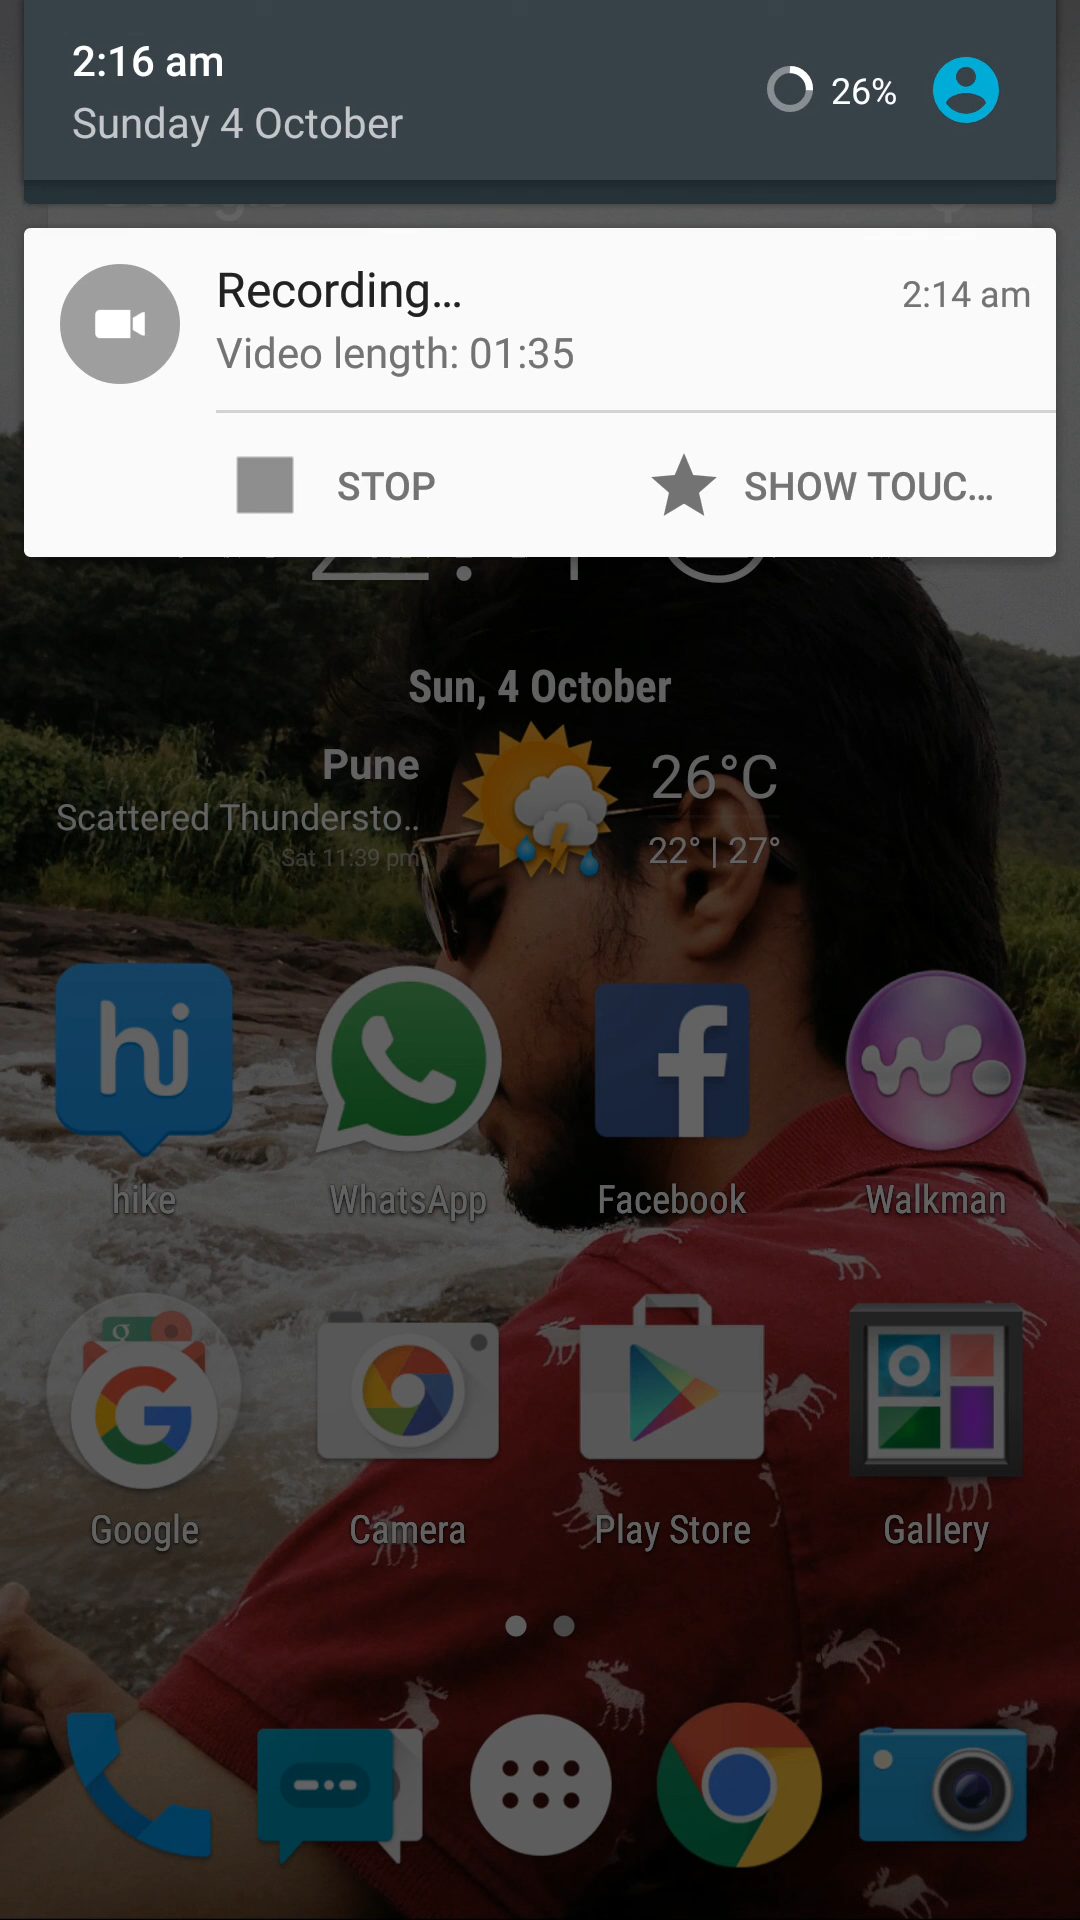 2:16 am
Sunday 4 October
26%
Recording...
2:14 am
Video length: 01:35
STOP
SHOW TOUC...
Sun, 4 October
Pune
26°C
Scattered Thundersto..
22° | 27°
Sat 11:39 pm
hi
hike
WhatsApp
Facebook
Walkman
Google
Camera
Play Store
Gallery